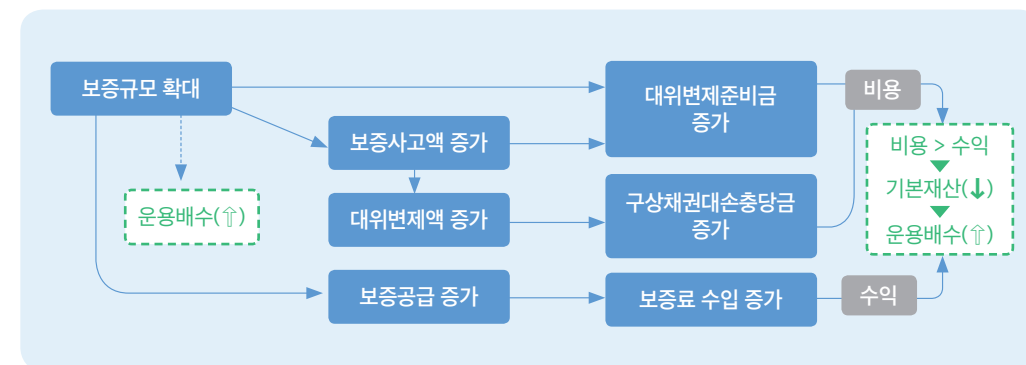 보증규모 확대
운용배수(⇧)
보증사고액 증가
대위변제액 증가
보증공급 증가
대위변제준비금
증가
구상채권대손충당금
증가
보증료 수입 증가
비용
수익
비용 > 수익
기본재산(↓)
운용배수(⇧)